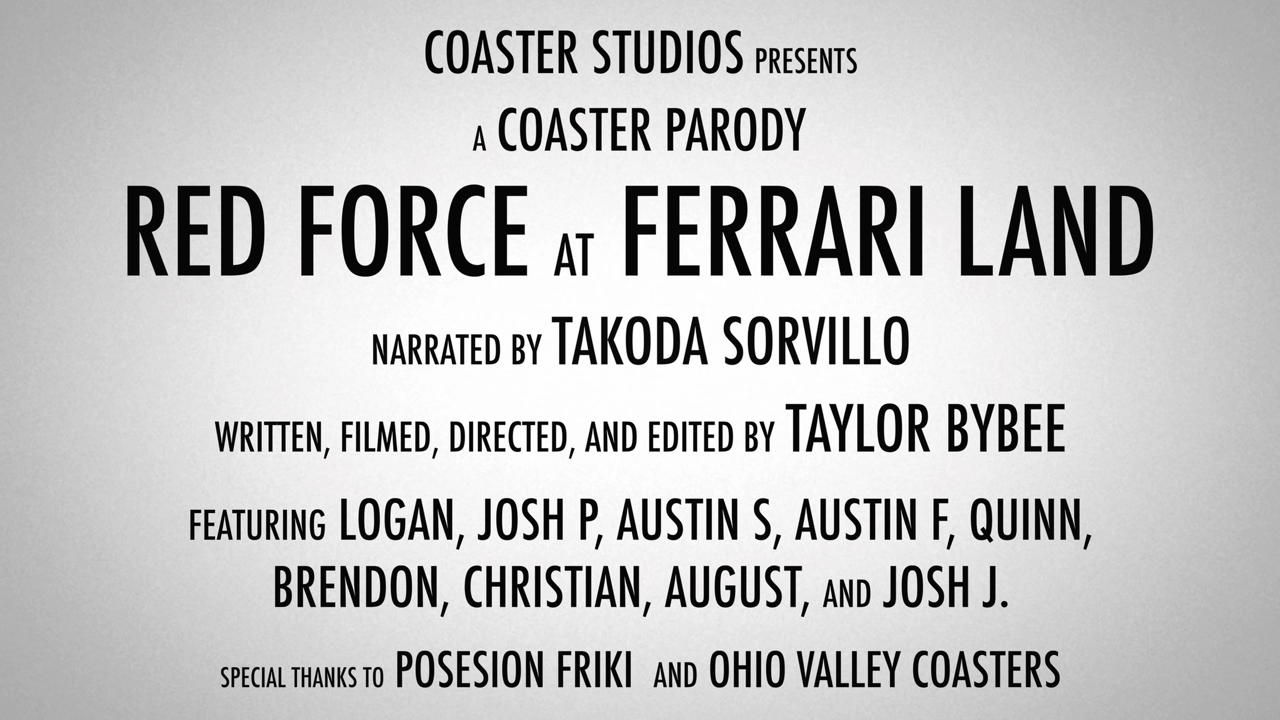 COASTER STUDIOS PRESENTS
A COASTER PARODY
RED FORCE AT FERRARI LAND
NARRATED BY TAKODA SORVILLO
WRITTEN, FILMED, DIRECTED, AND EDITED BY TAYLOR BYBEE
FEATURING LOGAN, JOSH P, AUSTIN S, AUSTIN F, QUINN,
BRENDON, CHRISTIAN, AUGUST, AND JOSH J.
SPECIAL THANKS TO POSESION FRIKI AND OHIO VALLEY COASTERS